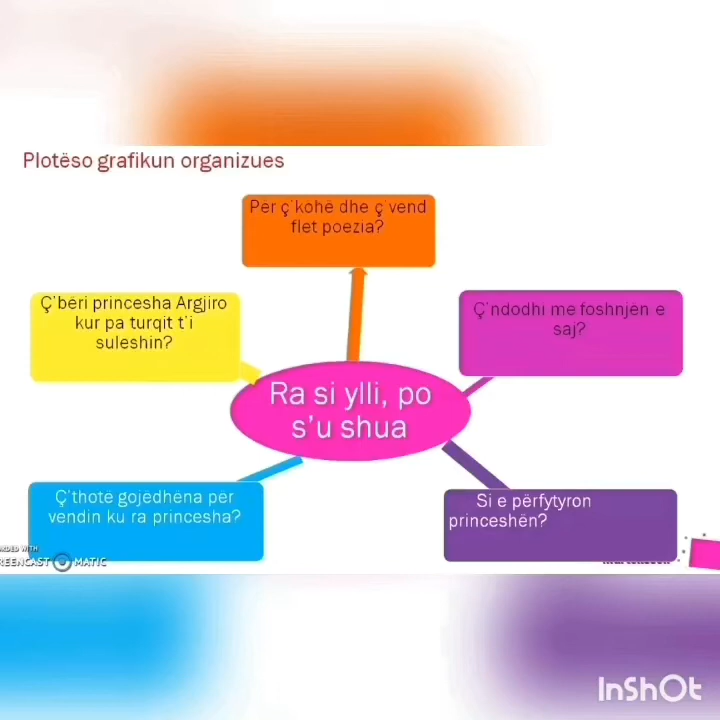 Plotëso grafikun organizues
Për ç'kohë dhe ç'vend
flet poezia?
Ç'bëri princesha Argjiro
kur pa turqit t'i
suleshin?
Ç'ndodhi me foshnjën e
saj?
Ra si ylli, po
s'u shua
Ç'thotë gojëdhëna për
vendin ku ra princesha?
Si e përfytyron
princeshën?
MATIC
InShOt